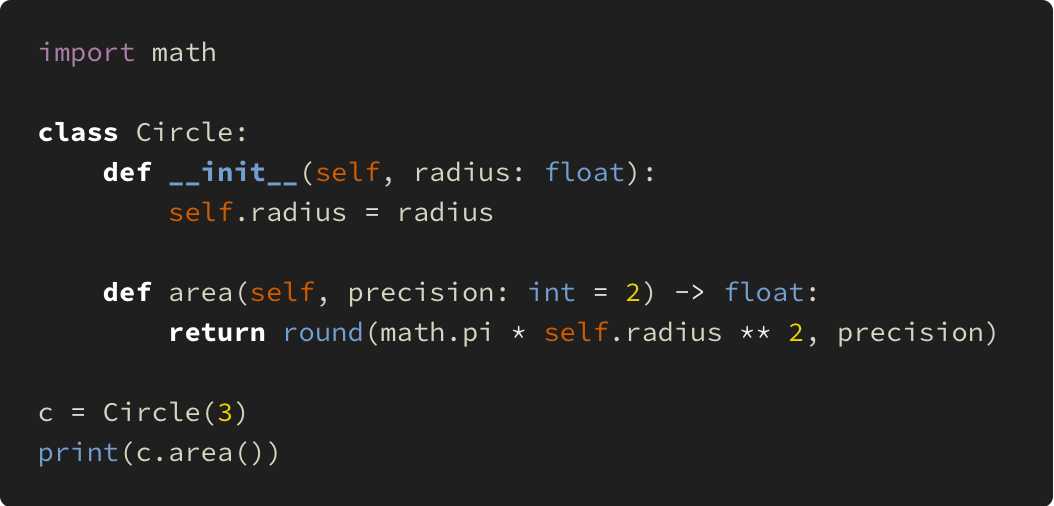 import math

class Circle:
    def __init__(self, radius: float):
        self.radius = radius

    def area(self, precision: int = 2) -> float:
        return round(math.pi * self.radius ** 2, precision)

c = Circle(3)
print(c.area())